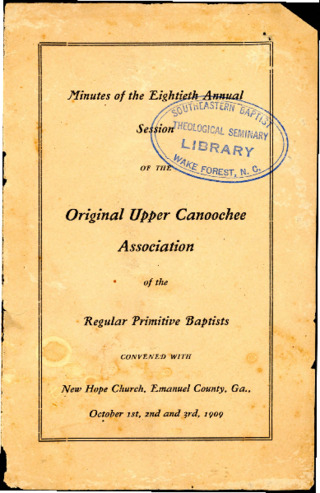 Minutes of the Eightieth Annual
Session
OF THE
SOUTHEASTERN BAPTIST
THEOLOGICAL SEMINARY
LIBRARY
WAKE FOREST, N. C.
Original Upper Canoochee
Association
of the
Regular Primitive Baptists
CONVENED WITH
New Hope Church, Emanuel County, Ga.,
October 1st, 2nd and 3rd, 1909